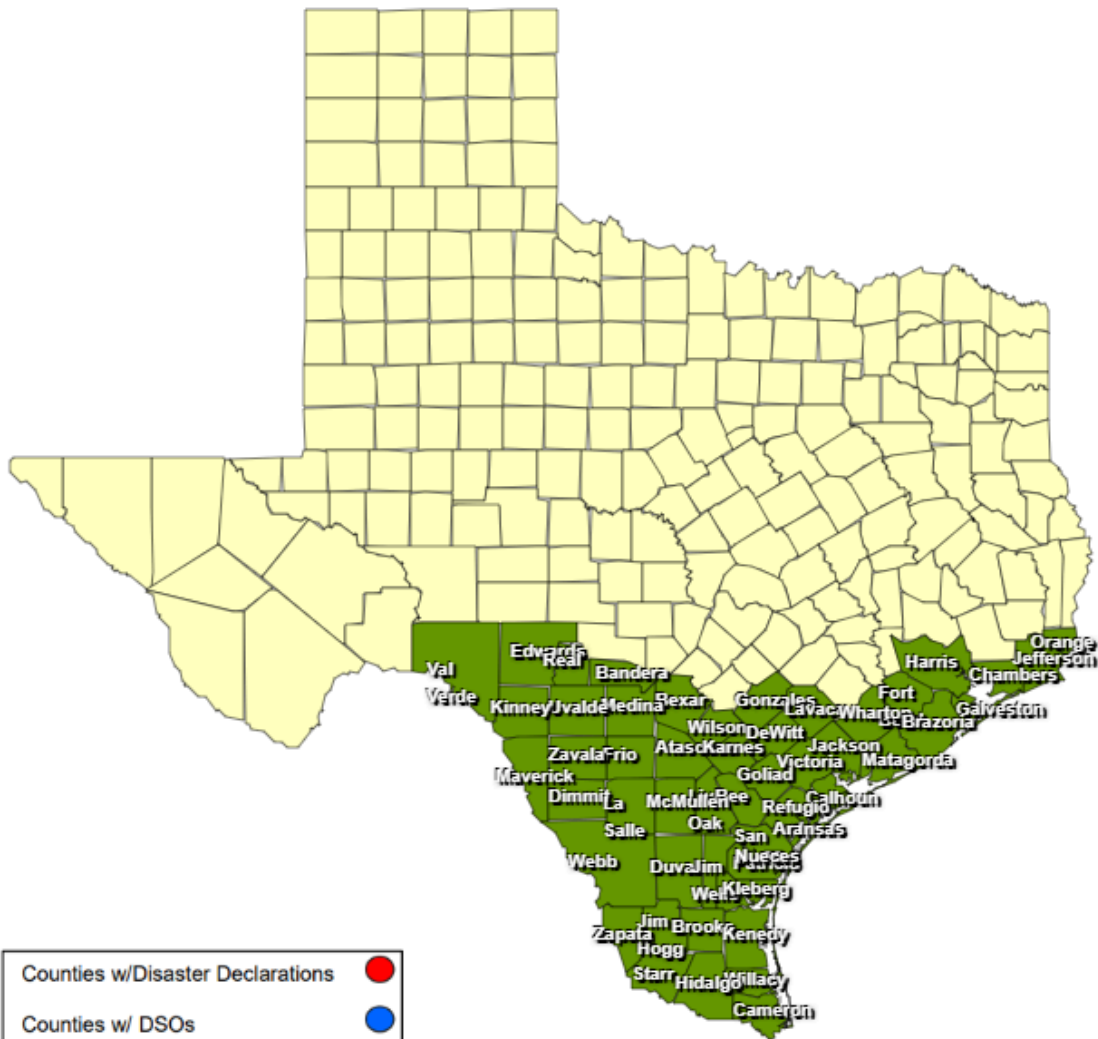 Orange
Edwards
Real
Harris
Jefferson
Val
Bandera
Chambers
Verde
Bexar
Gonzales
Fort
Kinney
Uvalde
Medina
Lavaca
Wharton
Galveston
Brazoria
Wilson
DeWitt
Zavala
Frio
Karnes
Jackson
Victoria
Matagorda
Maverick
Goliad
Dimmit
La
McMullen
Bee
Refugio
Calhoun
Salle
Oak
San
Aransas
Webb
Duval
Jim
Nueces
Kleberg
Jim
Brooks
Kenedy
Zapata
Hogg
Starr
Hidalgo
Willacy
Cameron
Counties w/Disaster Declarations
Counties w/ DSOs